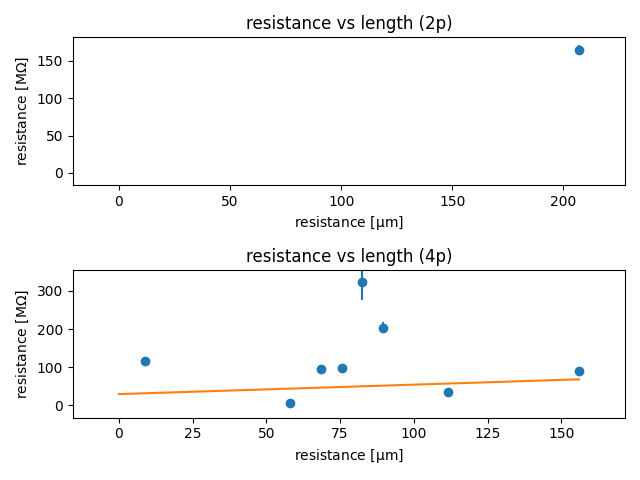 resistance vs length (2p)
resistance [MΩ]
150
100
50
0
0 50 100 150 200
resistance [µm]
resistance vs length (4p)
resistance [MΩ]
300
200
100
0
0 25 50 75 100 125 150
resistance [µm]